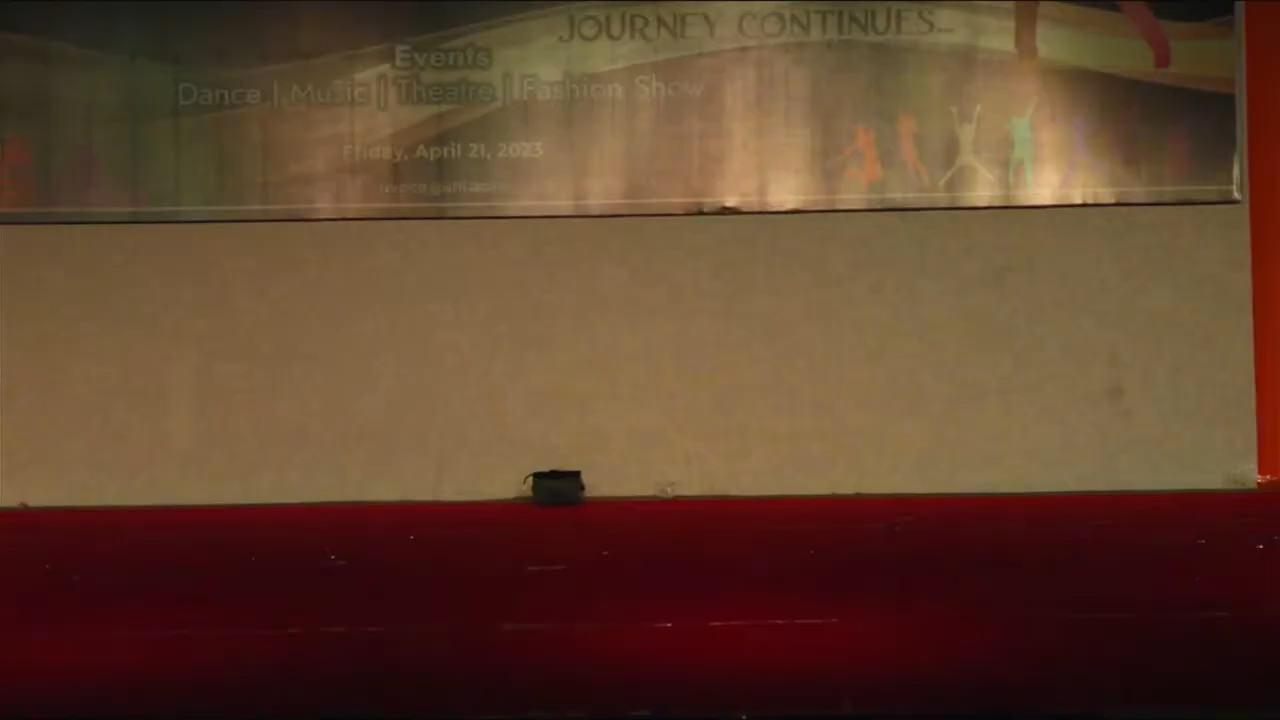 JOURNEY CONTINUES...
Events
Dance | Music | Theatre | Fashion Show
Friday, April 21, 2023